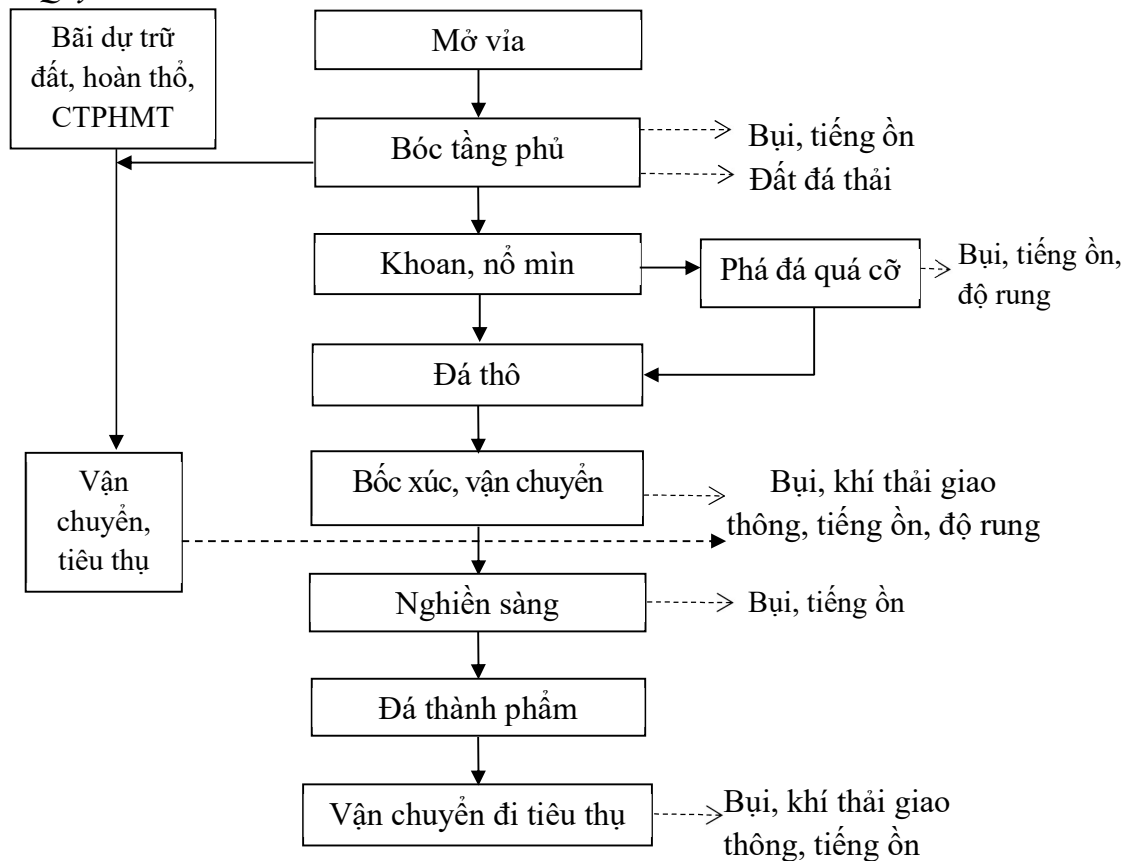 Bãi dự trữ
đất, hoàn thổ,
CTPHMT
Mở vỉa
Bóc tầng phủ
Bụi, tiếng ồn
Đất đá thải
Khoan, nổ mìn
Phá đá quá cỡ
Bụi, tiếng ồn,
độ rung
Đá thô
Vận
chuyển,
tiêu thụ
Bốc xúc, vận chuyển
Bụi, khí thải giao
thông, tiếng ồn, độ rung
Nghiền sàng
Bụi, tiếng ồn
Đá thành phẩm
Vận chuyển đi tiêu thụ
Bụi, khí thải giao
thông, tiếng ồn